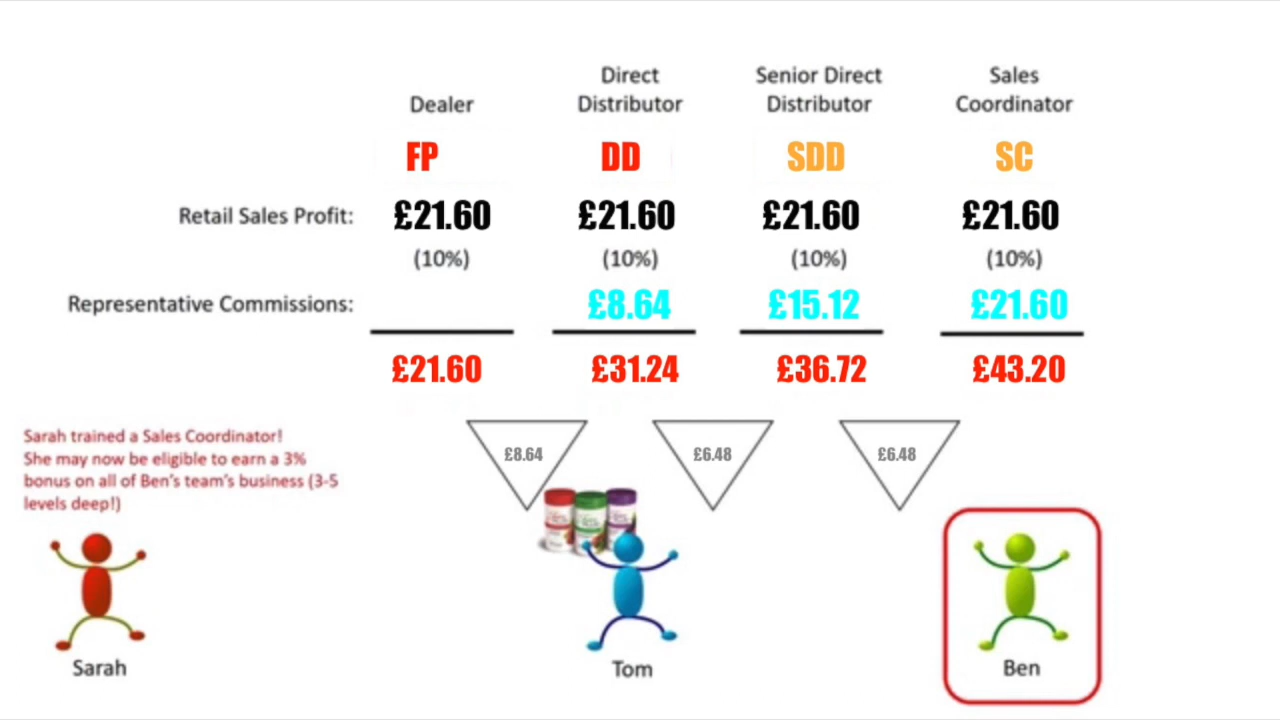 Dealer
Direct
Distributor
Senior Direct
Distributor
Sales
Coordinator
FP
DD
SDD
SC
Retail Sales Profit:
£21.60
£21.60
£21.60
£21.60
(10%)
(10%)
(10%)
(10%)
Representative Commissions:
£8.64
£15.12
£21.60
£21.60
£31.24
£36.72
£43.20
£8.64
£6.48
£6.48
Sarah trained a Sales Coordinator!
She may now be eligible to earn a 3%
bonus on all of Ben's team's business (3-5
levels deep!)
Sarah
Tom
Ben